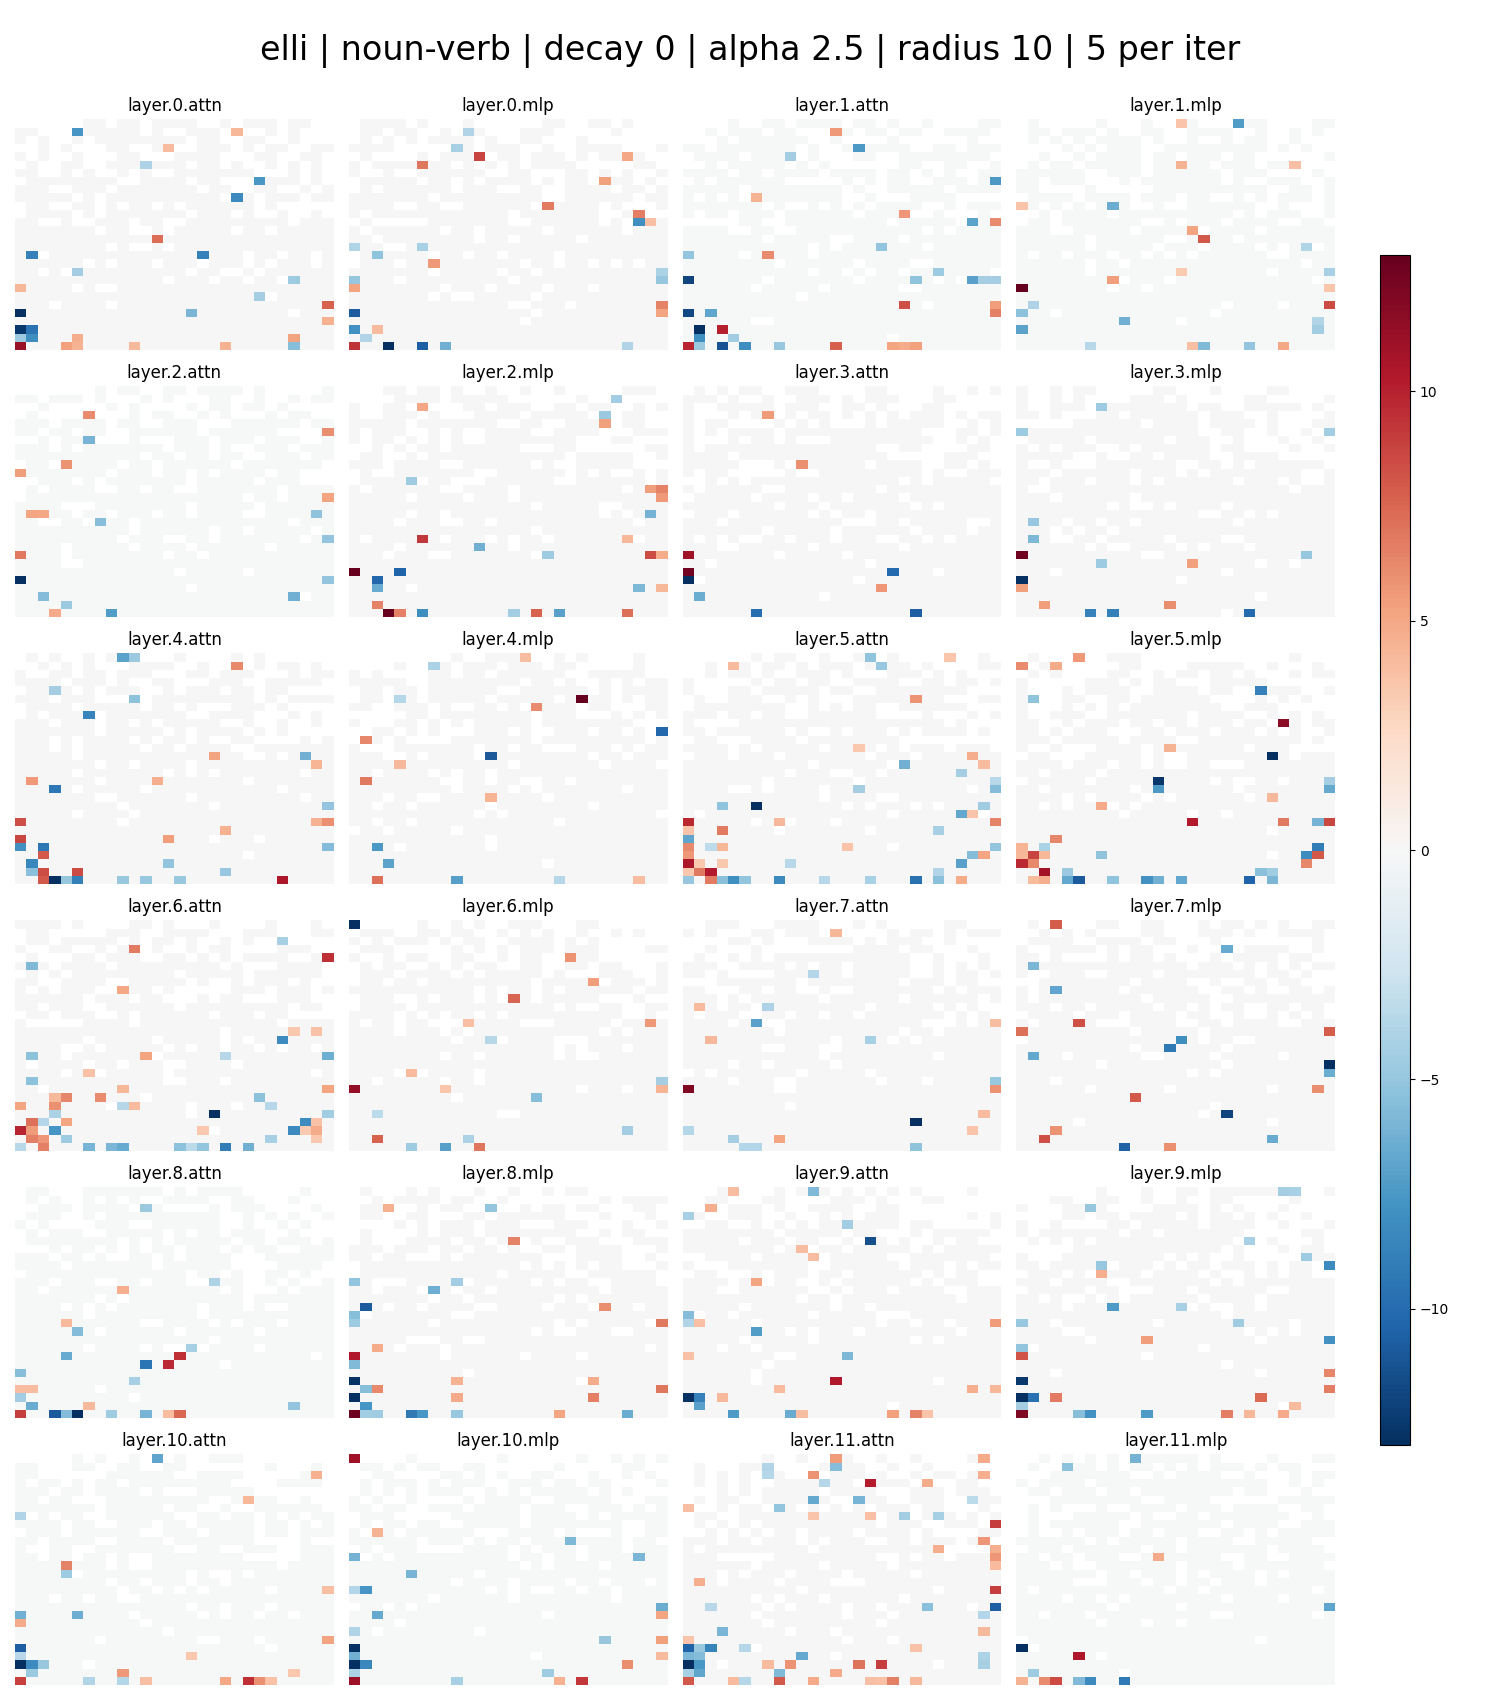 elli | noun-verb | decay 0 | alpha 2.5 | radius 10 | 5 per iter
layer.0.attn layer.0.mlp layer.1.attn layer.1.mlp
layer.2.attn layer.2.mlp layer.3.attn layer.3.mlp
layer.4.attn layer.4.mlp layer.5.attn layer.5.mlp
layer.6.attn layer.6.mlp layer.7.attn layer.7.mlp
layer.8.attn layer.8.mlp layer.9.attn layer.9.mlp
layer.10.attn layer.10.mlp layer.11.attn layer.11.mlp
10
5
0
−5
−10